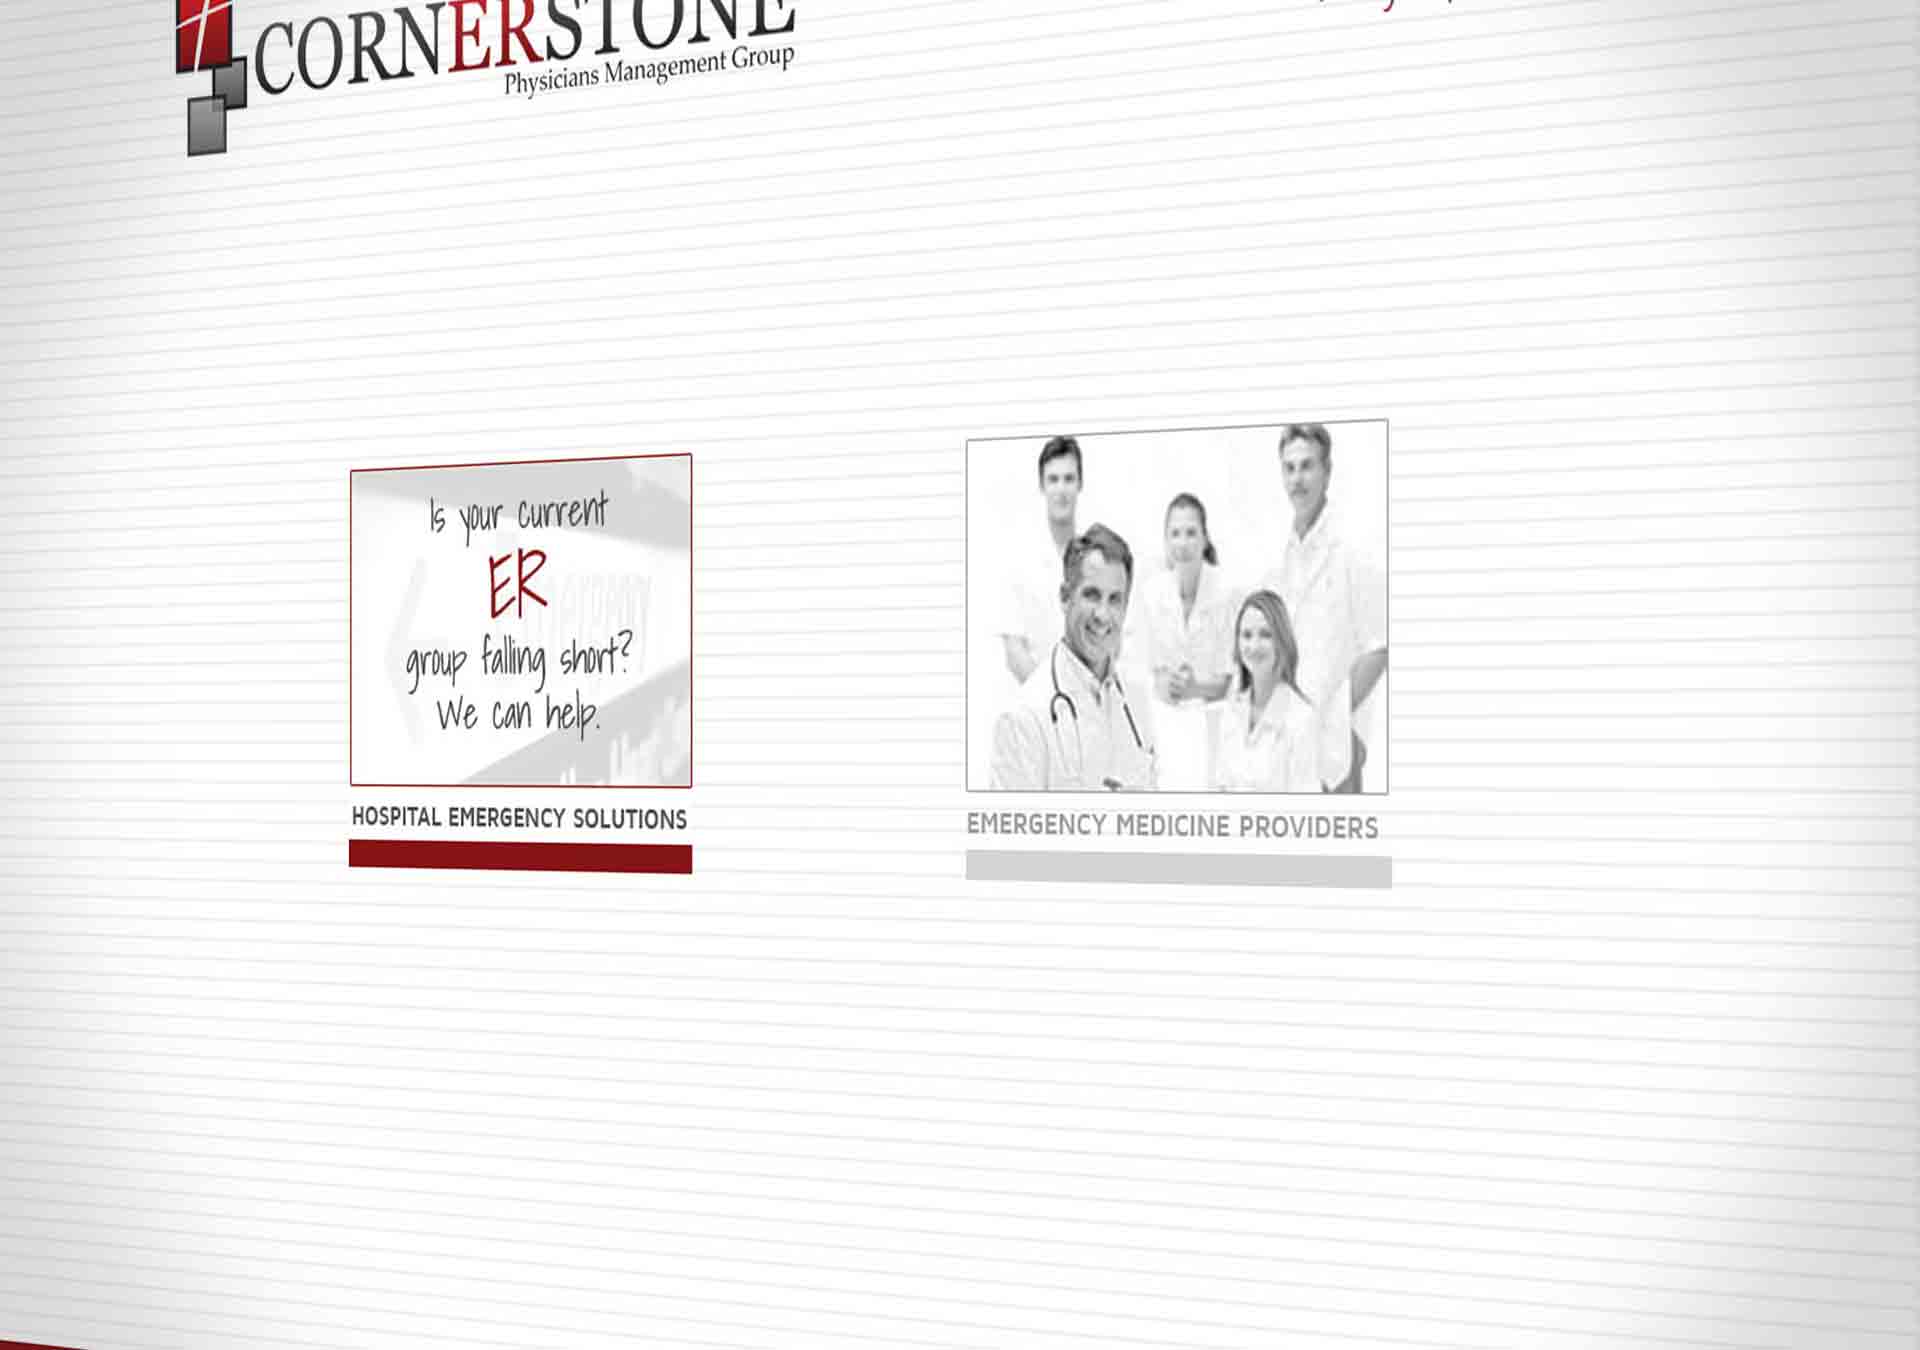 CORNERSTONE
Physicians Management Group
Is your current
ER
group falling short?
We can help.
HOSPITAL EMERGENCY SOLUTIONS
EMERGENCY MEDICINE PROVIDERS